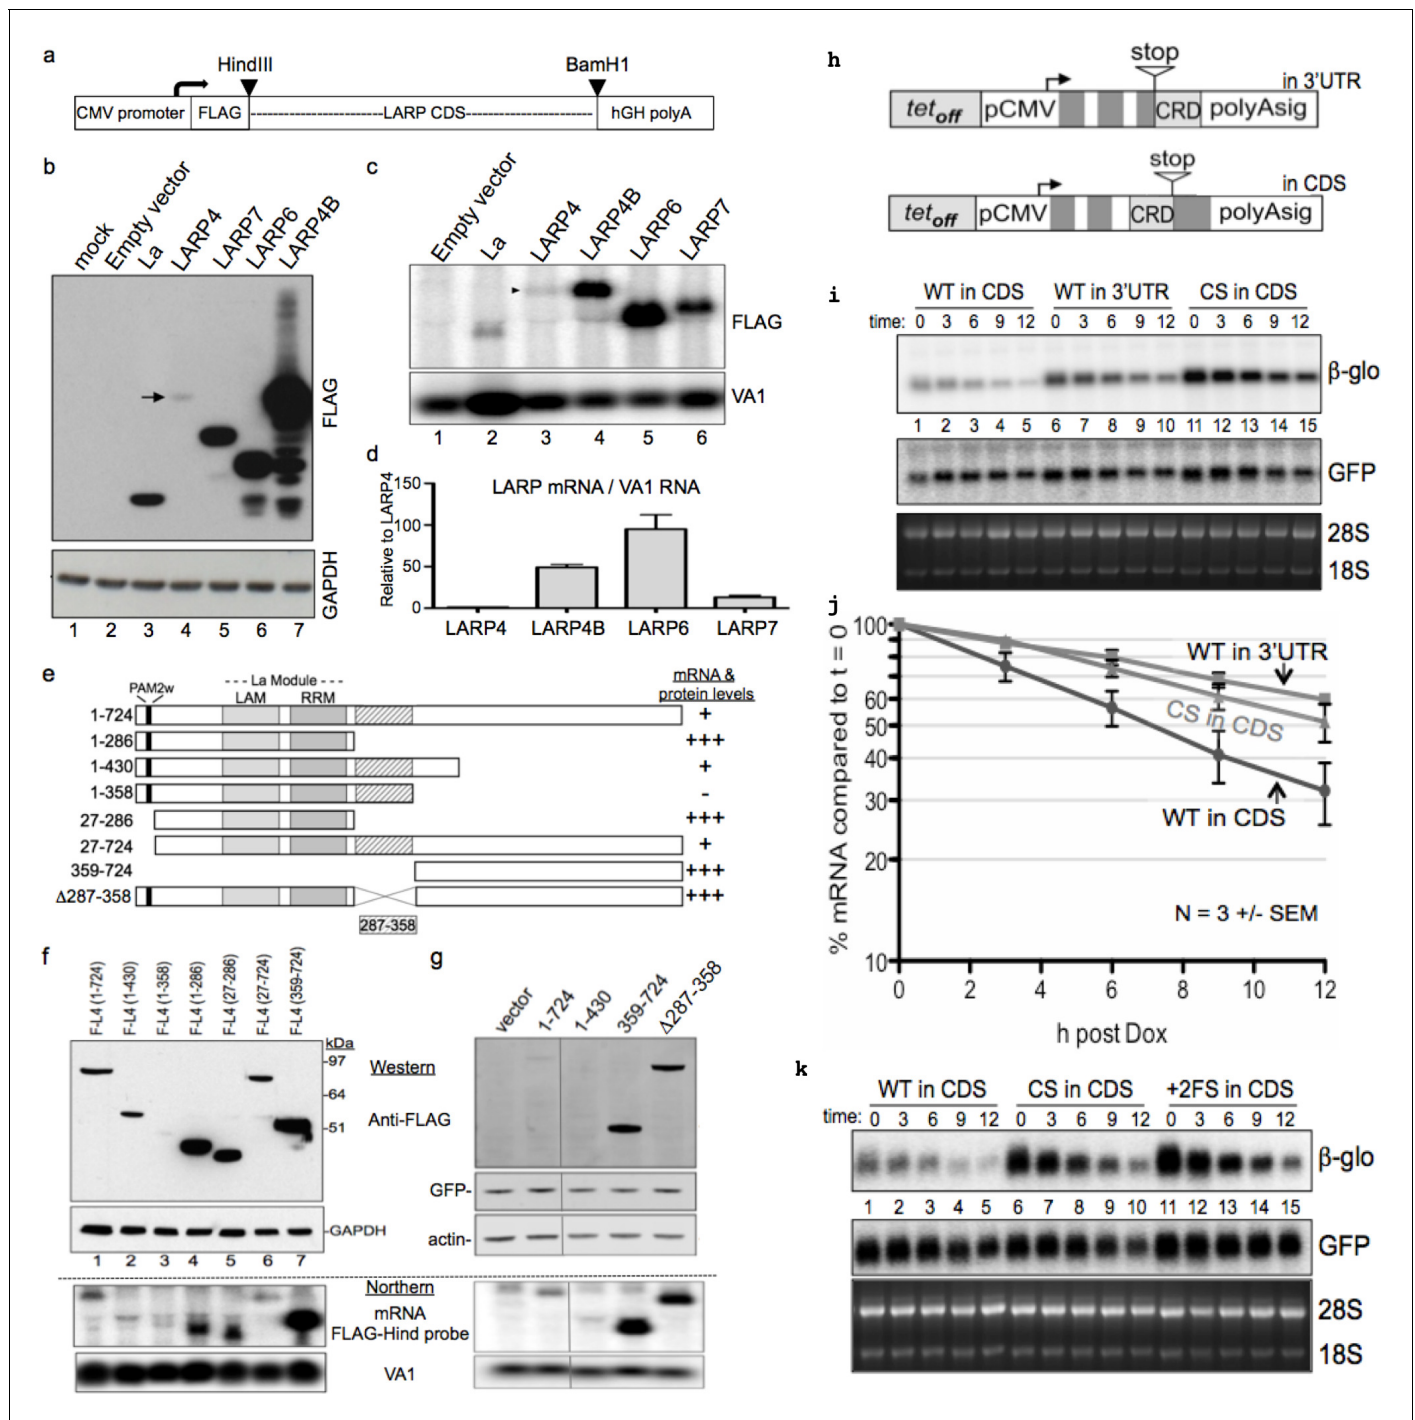 a
HindIII
BamH1
CMV promoter
FLAG
LARP CDS
hGH polyA
b
mock
Empty vector
La
LARP4
LARP7
LARP6
LARP4B
FLAG
GAPDH
1 2 3 4 5 6 7
c
Empty vector
La
LARP4
LARP4B
LARP6
LARP7
FLAG
VA1
1 2 3 4 5 6
d
LARP mRNA / VA1 RNA
Relative to LARP4
150
100
50
0
LARP4 LARP4B LARP6 LARP7
e
PAM2w
--- La Module ---
LAM RRM
mRNA &
protein levels
1-724 +
1-286 +++
1-430 +
1-358 -
27-286 +++
27-724 +
359-724 +++
Δ287-358 +++
287-358
f
F-L4 (1-724)
F-L4 (1-430)
F-L4 (1-358)
F-L4 (1-286)
F-L4 (27-286)
F-L4 (27-724)
F-L4 (359-724)
kDa
-97
-64
-51
-GAPDH
1 2 3 4 5 6 7
Western
Anti-FLAG
g
vector
1-724
1-430
359-724
Δ287-358
GFP-
actin-
Northern
mRNA
FLAG-Hind probe
VA1
h
stop
in 3'UTR
tetoff
pCMV
CRD
polyAsig
stop
in CDS
tetoff
pCMV
CRD
polyAsig
i
WT in CDS WT in 3'UTR CS in CDS
time: 0 3 6 9 12 0 3 6 9 12 0 3 6 9 12
β-glo
1 2 3 4 5 6 7 8 9 10 11 12 13 14 15
GFP
28S
18S
j
% mRNA compared to t = 0
100
60
50
40
30
20
10
WT in 3'UTR
CS in CDS
WT in CDS
N = 3 +/- SEM
0 2 4 6 8 10 12
h post Dox
k
WT in CDS CS in CDS +2FS in CDS
time: 0 3 6 9 12 0 3 6 9 12 0 3 6 9 12
β-glo
1 2 3 4 5 6 7 8 9 10 11 12 13 14 15
GFP
28S
18S